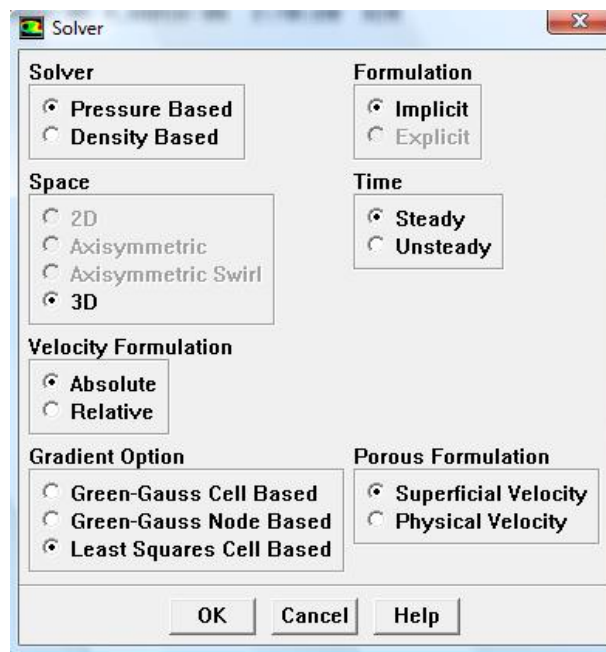 Solver
Solver
Pressure Based
Density Based
Formulation
Implicit
Explicit
Space
2D
Axisymmetric
Axisymmetric Swirl
3D
Time
Steady
Unsteady
Velocity Formulation
Absolute
Relative
Gradient Option
Green-Gauss Cell Based
Green-Gauss Node Based
Least Squares Cell Based
Porous Formulation
Superficial Velocity
Physical Velocity
OK
Cancel
Help